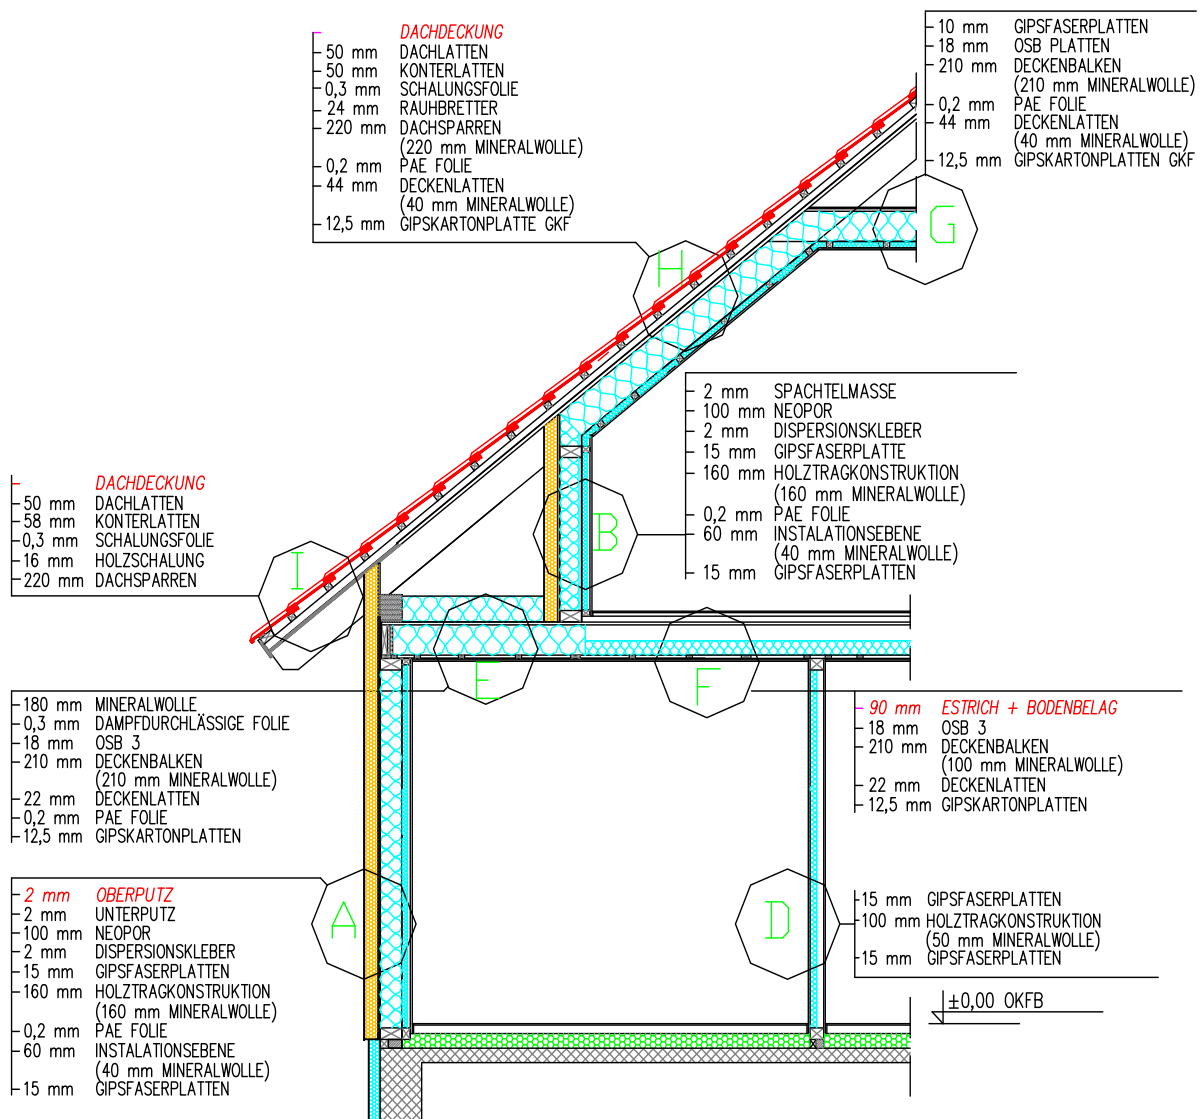 DACHDECKUNG
50 mm DACHLATTEN
50 mm KONTERLATTEN
0,3 mm SCHALUNGSFOLIE
24 mm RAUHBRETTER
220 mm DACHSPARREN
(220 mm MINERALWOLLE)
0,2 mm PAE FOLIE
44 mm DECKENLATTEN
(40 mm MINERALWOLLE)
12,5 mm GIPSKARTONPLATTE GKF
10 mm GIPSFASERPLATTEN
18 mm OSB PLATTEN
210 mm DECKENBALKEN
(210 mm MINERALWOLLE)
0,2 mm PAE FOLIE
44 mm DECKENLATTEN
(40 mm MINERALWOLLE)
12,5 mm GIPSKARTONPLATTEN GKF
G
H
2 mm SPACHTELMASSE
100 mm NEOPOR
2 mm DISPERSIONSKLEBER
15 mm GIPSFASERPLATTE
160 mm HOLZTRAGKONSTRUKTION
(160 mm MINERALWOLLE)
0,2 mm PAE FOLIE
60 mm INSTALATIONSEBENE
(40 mm MINERALWOLLE)
15 mm GIPSFASERPLATTEN
B
DACHDECKUNG
50 mm DACHLATTEN
58 mm KONTERLATTEN
0,3 mm SCHALUNGSFOLIE
16 mm HOLZSCHALUNG
220 mm DACHSPARREN
I
E
F
180 mm MINERALWOLLE
0,3 mm DAMPFDURCHLÄSSIGE FOLIE
18 mm OSB 3
210 mm DECKENBALKEN
(210 mm MINERALWOLLE)
22 mm DECKENLATTEN
0,2 mm PAE FOLIE
12,5 mm GIPSKARTONPLATTEN
90 mm ESTRICH + BODENBELAG
18 mm OSB 3
210 mm DECKENBALKEN
(100 mm MINERALWOLLE)
22 mm DECKENLATTEN
12,5 mm GIPSKARTONPLATTEN
2 mm OBERPUTZ
2 mm UNTERPUTZ
100 mm NEOPOR
2 mm DISPERSIONSKLEBER
15 mm GIPSFASERPLATTEN
160 mm HOLZTRAGKONSTRUKTION
(160 mm MINERALWOLLE)
0,2 mm PAE FOLIE
60 mm INSTALATIONSEBENE
(40 mm MINERALWOLLE)
15 mm GIPSFASERPLATTEN
A
D
15 mm GIPSFASERPLATTEN
100 mm HOLZTRAGKONSTRUKTION
(50 mm MINERALWOLLE)
15 mm GIPSFASERPLATTEN
±0,00 OKFB